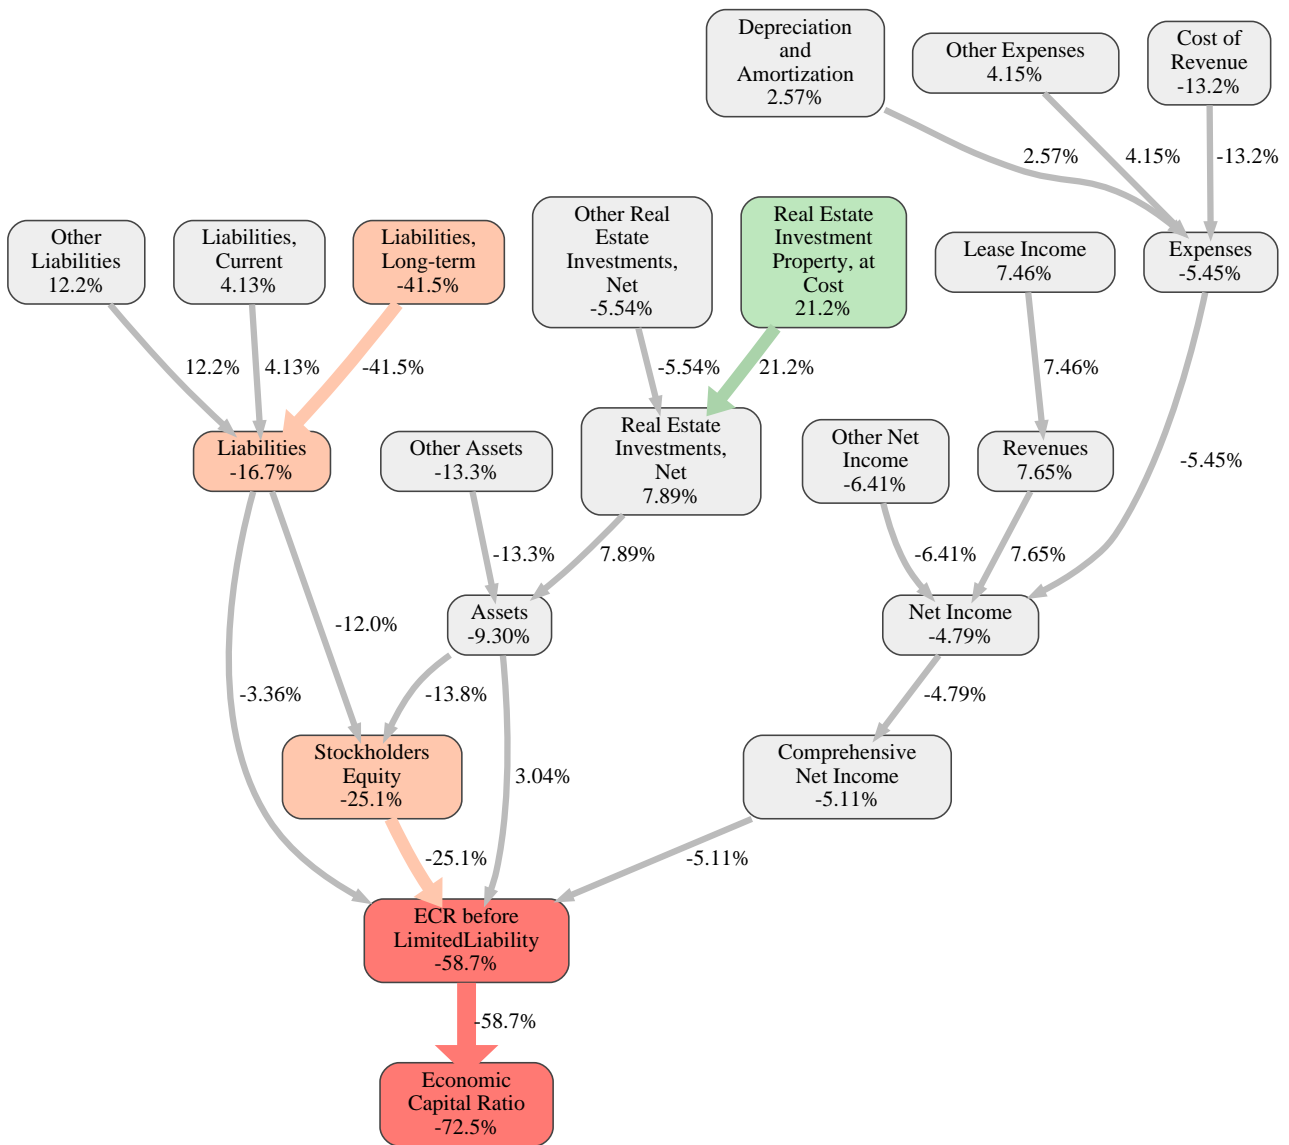 Depreciation
and
Amortization
2.57%
Other Expenses
4.15%
Cost of
Revenue
-13.2%
2.57%
4.15%
-13.2%
Other
Liabilities
12.2%
Liabilities,
Current
4.13%
Liabilities,
Long-term
-41.5%
Other Real
Estate
Investments,
Net
-5.54%
Real Estate
Investment
Property, at
Cost
21.2%
Lease Income
7.46%
Expenses
-5.45%
12.2%
4.13%
-41.5%
-5.54%
21.2%
7.46%
Liabilities
-16.7%
Other Assets
-13.3%
Real Estate
Investments,
Net
7.89%
Other Net
Income
-6.41%
Revenues
7.65%
-5.45%
-13.3%
7.89%
-6.41%
7.65%
Assets
-9.30%
Net Income
-4.79%
-12.0%
-3.36%
-13.8%
-4.79%
Stockholders
Equity
-25.1%
3.04%
Comprehensive
Net Income
-5.11%
-25.1%
-5.11%
ECR before
LimitedLiability
-58.7%
-58.7%
Economic
Capital Ratio
-72.5%